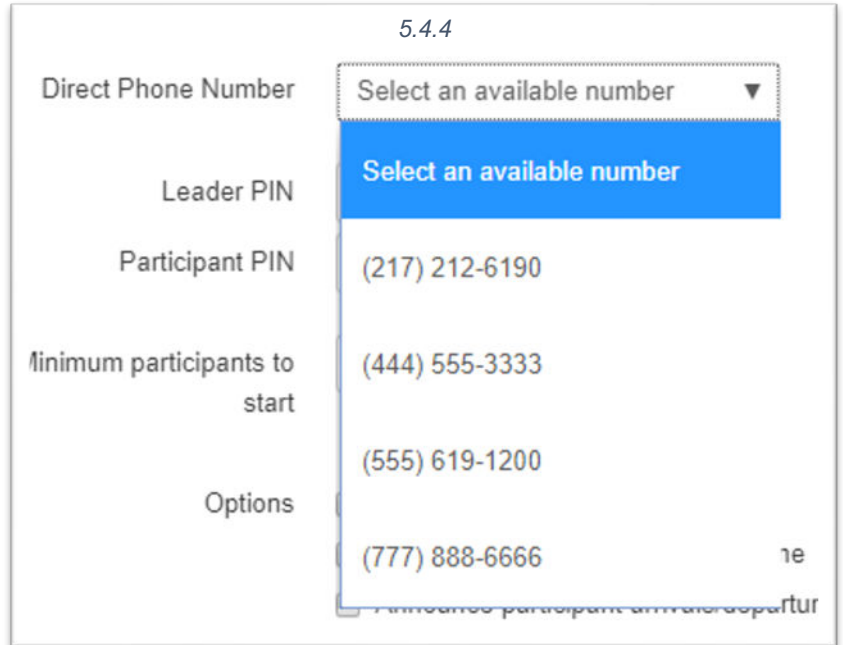 5.4.4
Direct Phone Number
Select an available number
Select an available number
Leader PIN
Participant PIN
(217) 212-6190
Minimum participants to
start
(444) 555-3333
(555) 619-1200
Options
(777) 888-6666